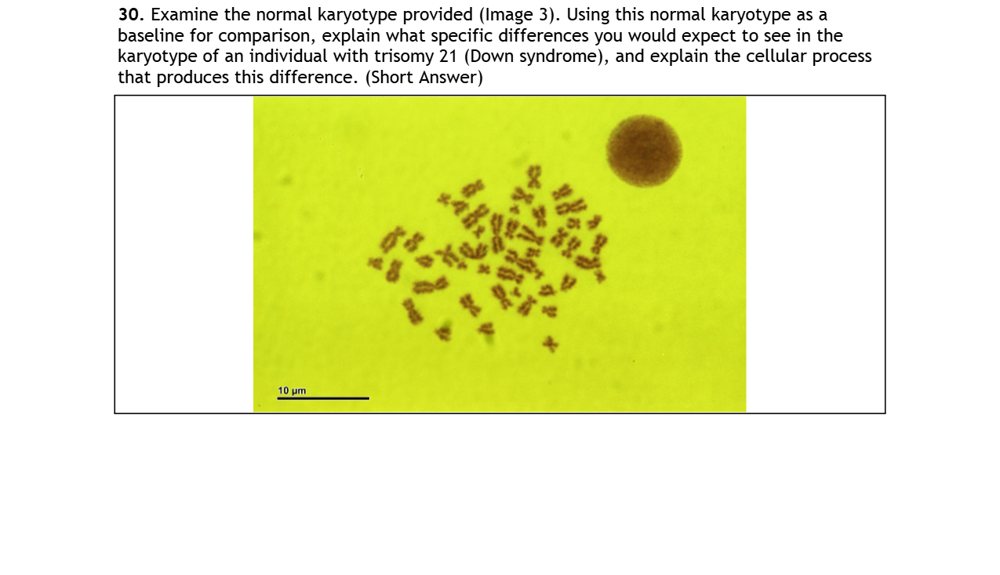 30. Examine the normal karyotype provided (Image 3). Using this normal karyotype as a
baseline for comparison, explain what specific differences you would expect to see in the
karyotype of an individual with trisomy 21 (Down syndrome), and explain the cellular process
that produces this difference. (Short Answer)
10 µm